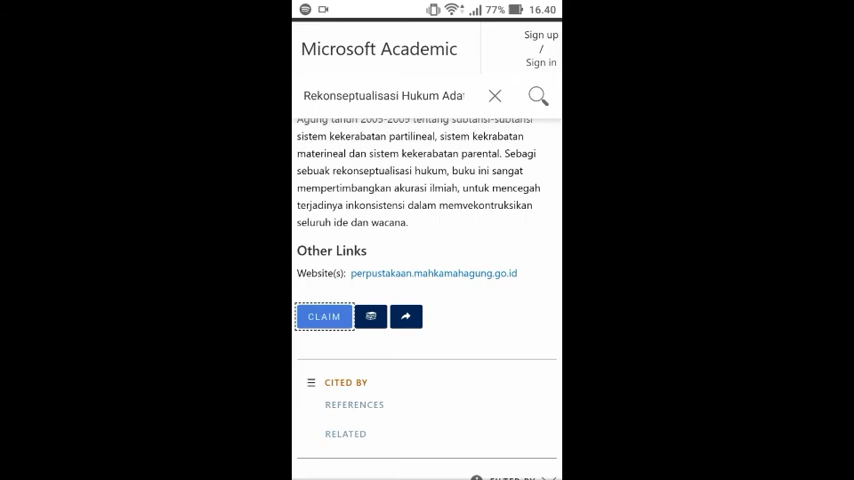 77% 16.40
Microsoft Academic
Sign up
/
Sign in
Rekonseptualisasi Hukum Ada
Agung tahun 2005-2009 tentang subtansi-subtansi
sistem kekerabatan partilineal, sistem kekrabatan
materineal dan sistem kekerabatan parental. Sebagi
sebuak rekonseptualisasi hukum, buku ini sangat
mempertimbangkan akurasi ilmiah, untuk mencegah
terjadinya inkonsistensi dalam memvekontruksikan
seluruh ide dan wacana.
Other Links
Website(s): perpustakaan.mahkamahagung.go.id
CLAIM
CITED BY
REFERENCES
RELATED